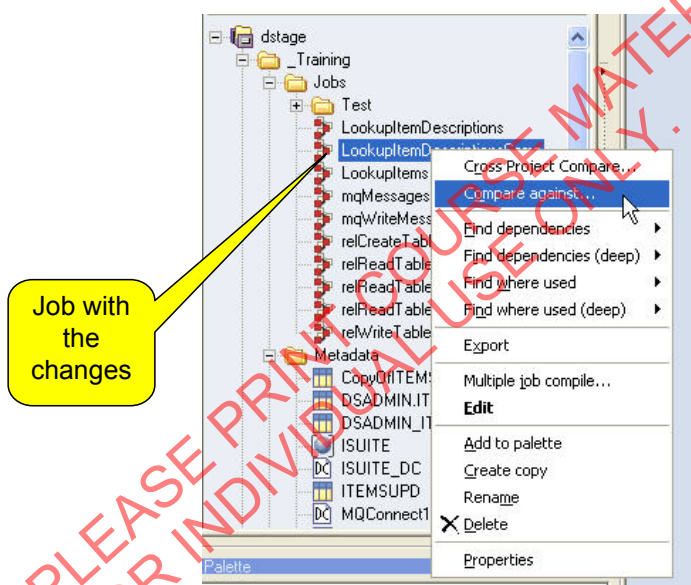 dstage
_Training
Jobs
Test
LookupItemDescriptions
LookupItems
mqMessages
mqWriteMess
relCreateTabl
relReadTable
relReadTable
relReadTable
relWriteTable
Metadata
CopyOfITEMS
DSADMIN.IT
DSADMIN_IT
ISUITE
ISUITE_DC
ITEMSUPD
MQConnect1
Palette
Cross Project Compare...
Compare against...
Find dependencies
Find dependencies (deep)
Find where used
Find where used (deep)
Export
Multiple job compile...
Edit
Add to palette
Create copy
Rename
Delete
Properties
Job with
the
changes
PLEASE PRINT COURSE MATER
OR INDIVIDUAL USE ONLY.